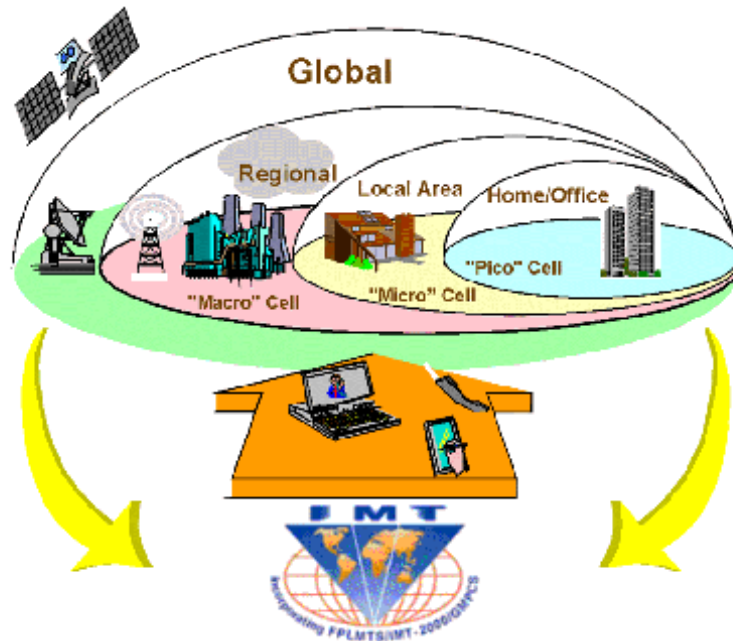 Global
Regional
Local Area
Home/Office
"Pico" Cell
"Macro" Cell
"Micro" Cell
IMT
Incorporating FPLMTS/IMT-2000/GMPCS